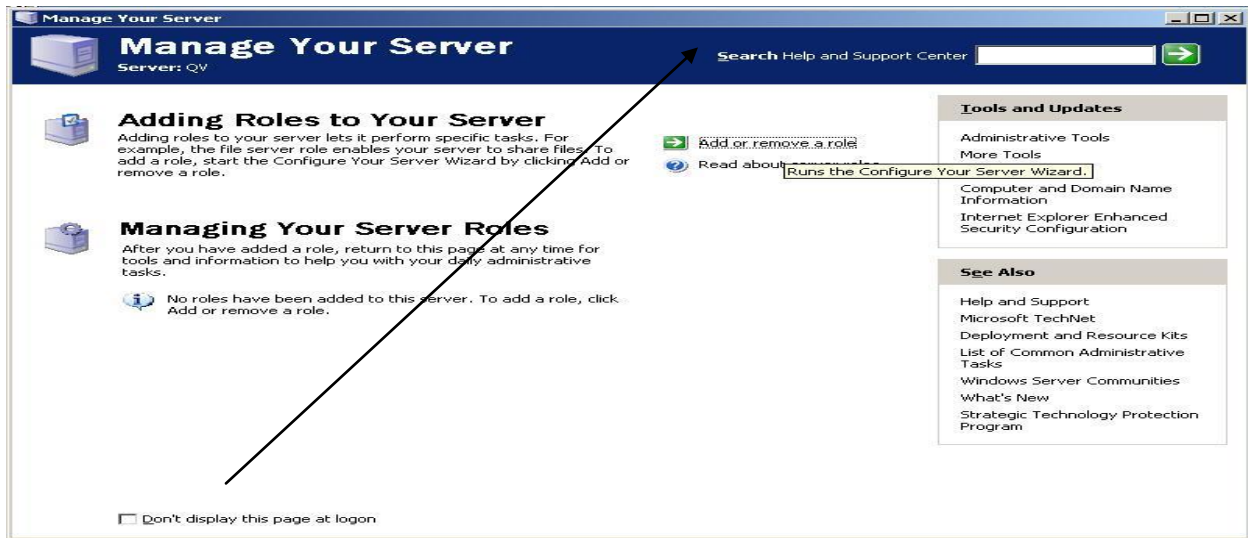 Manage Your Server
Manage Your Server
Server: QV
Search Help and Support Center
Adding Roles to Your Server
Adding roles to your server lets it perform specific tasks. For
example, the file server role enables your server to share files. To
add a role, start the Configure Your Server Wizard by clicking Add or
remove a role.
Add or remove a role
Read about server roles
Runs the Configure Your Server Wizard.
Managing Your Server Roles
After you have added a role, return to this page at any time for
tools and information to help you with your daily administrative
tasks.
No roles have been added to this server. To add a role, click
Add or remove a role.
Don't display this page at logon
Tools and Updates
Administrative Tools
More Tools
Computer and Domain Name
Information
Internet Explorer Enhanced
Security Configuration
See Also
Help and Support
Microsoft TechNet
Deployment and Resource Kits
List of Common Administrative
Tasks
Windows Server Communities
What's New
Strategic Technology Protection
Program